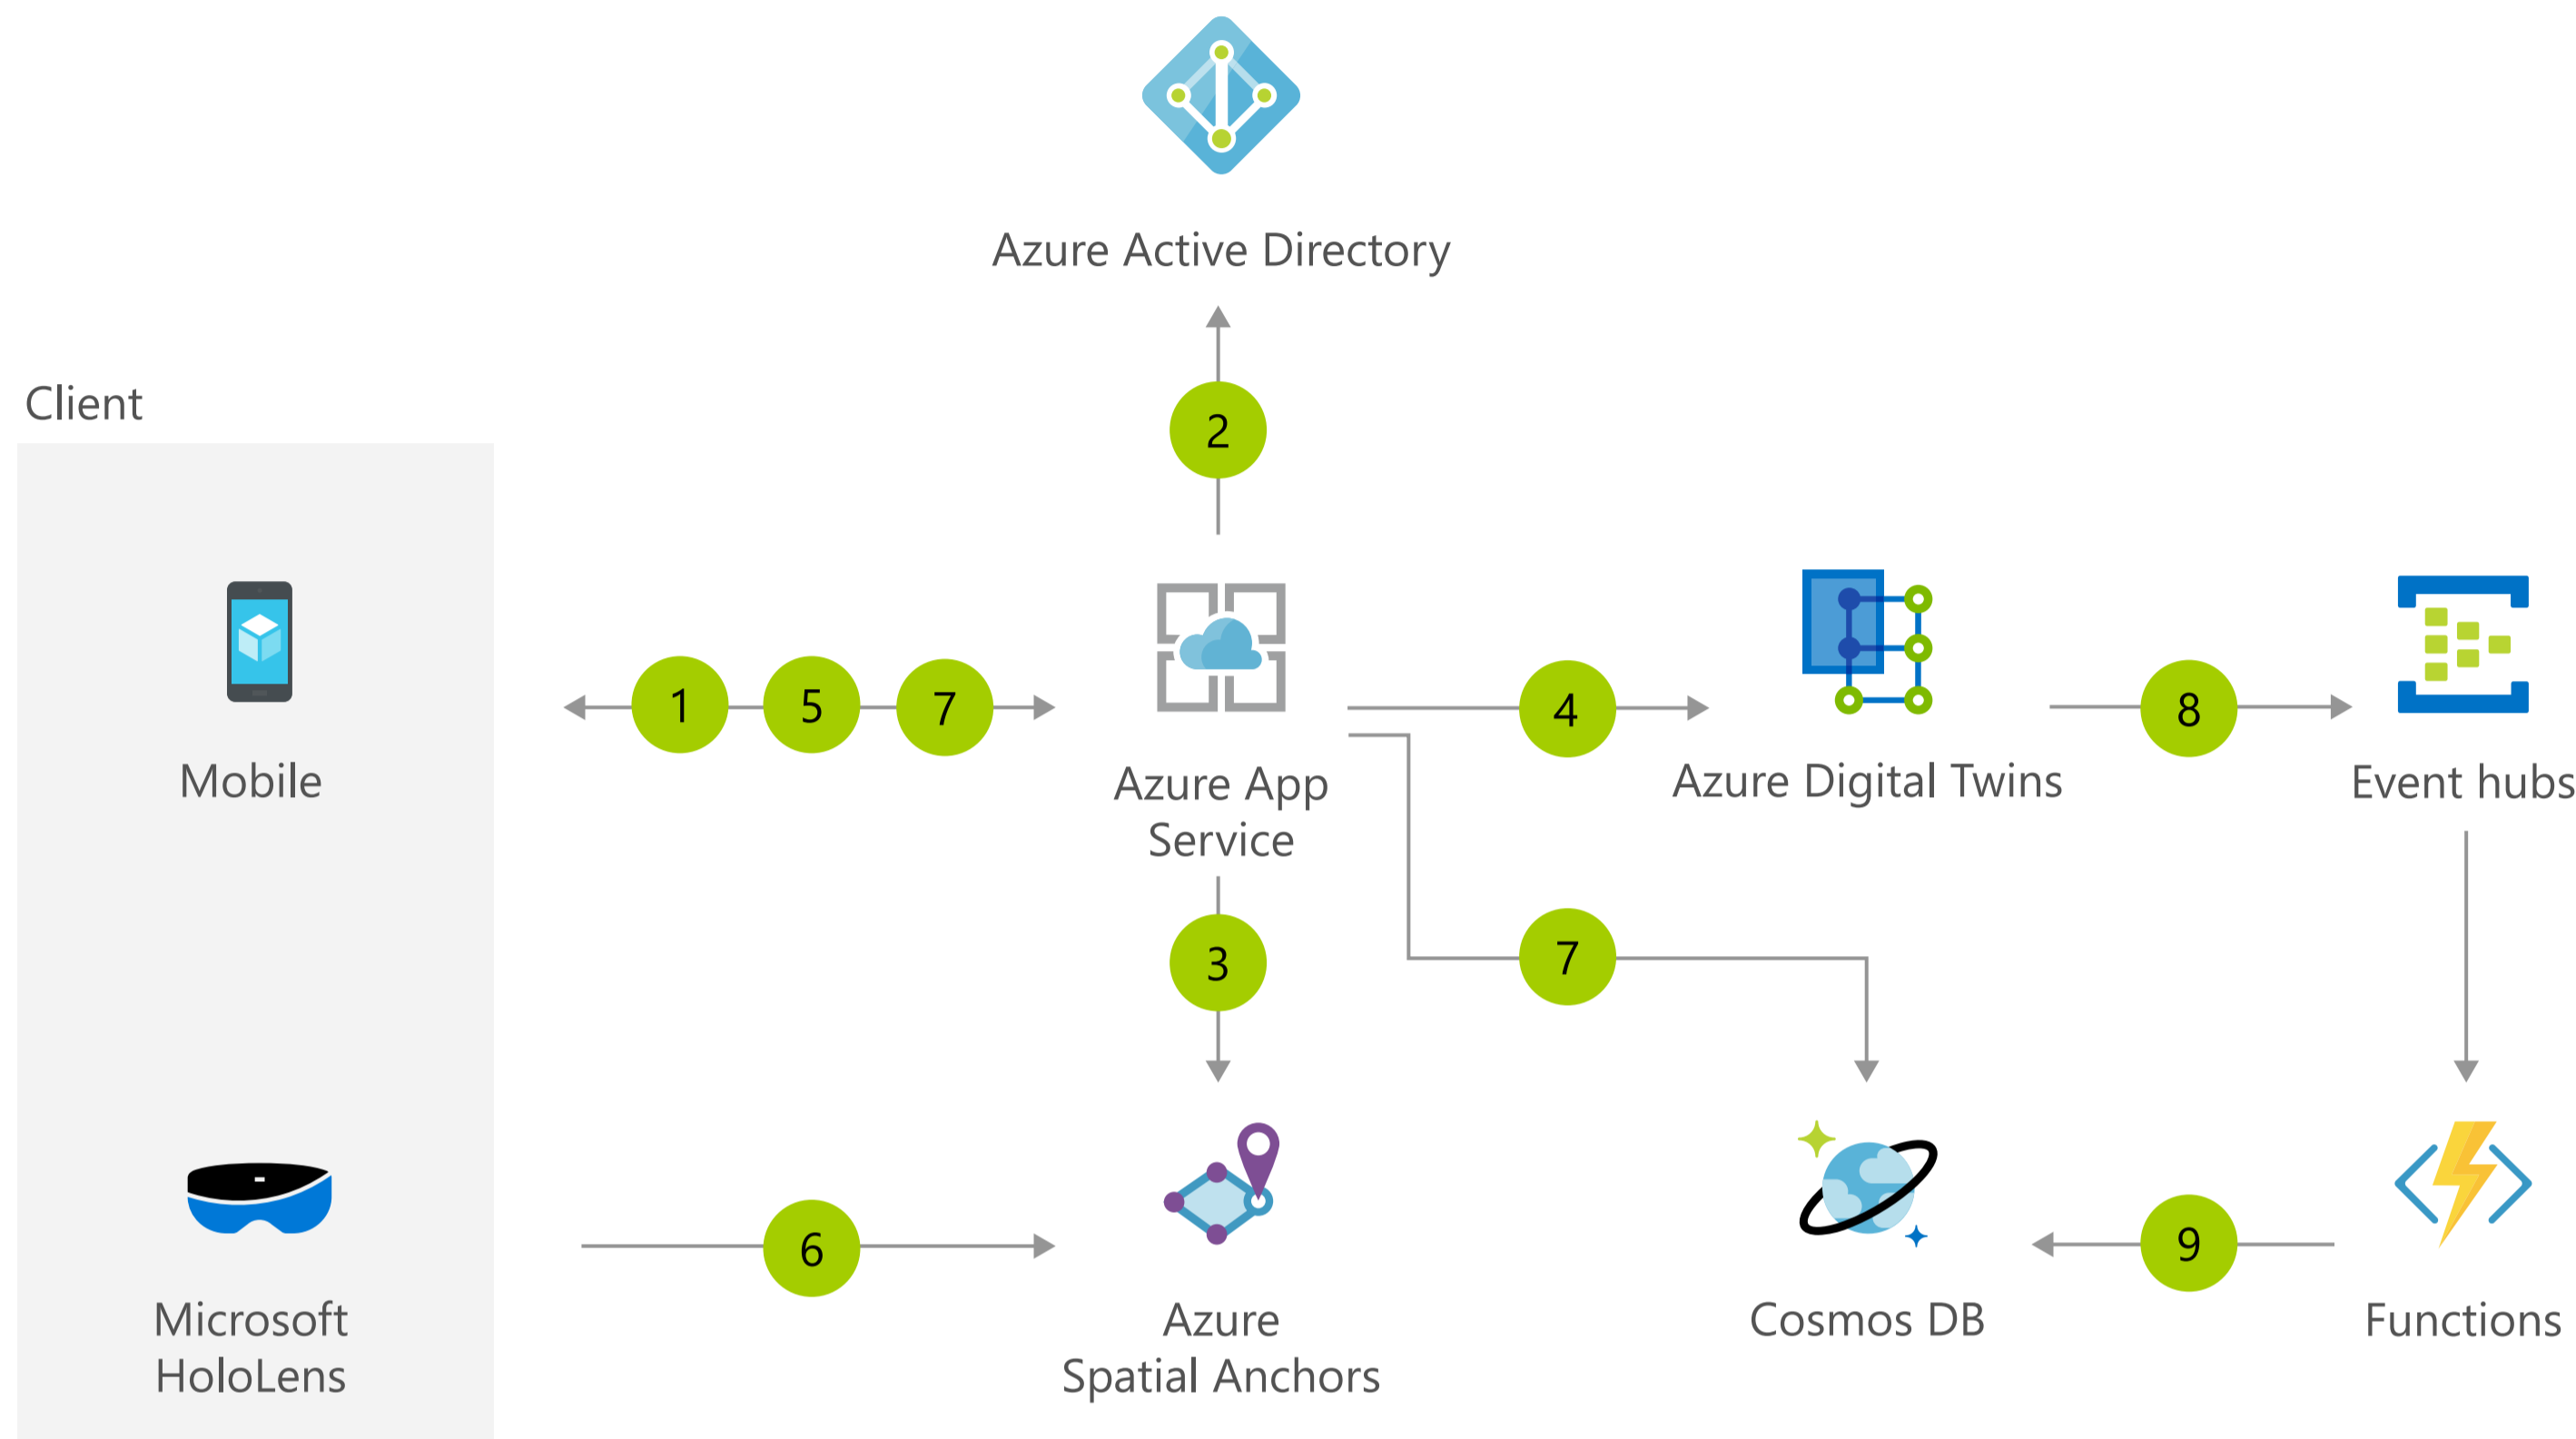 Azure Active Directory
Client
2
Mobile
1
5
7
Azure App
Service
4
Azure Digital Twins
8
Event hubs
3
7
Microsoft
HoloLens
6
Azure
Spatial Anchors
Cosmos DB
9
Functions